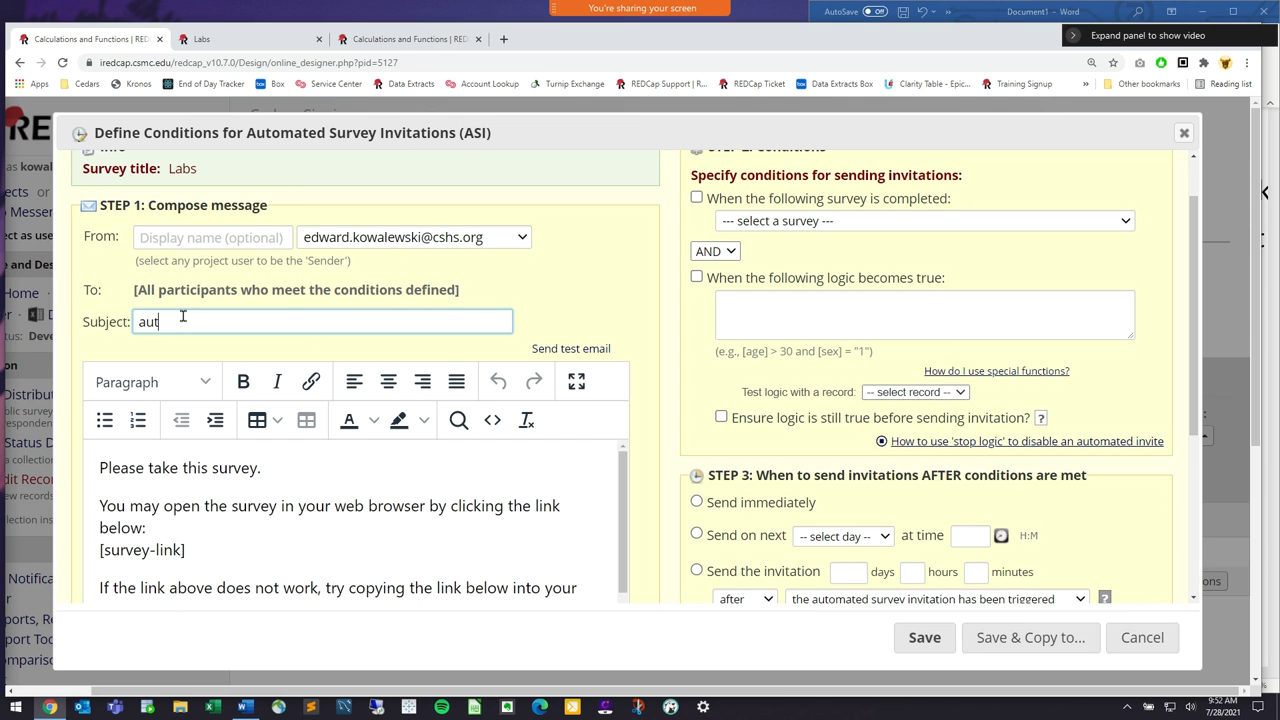 You're sharing your screen
AutoSave Off Document1 - Word
Calculations and Functions | REDC × Labs × Calculations and Functions | REDC × +
Expand panel to show video
iredcap.csmc.edu/redcap_v10.7.0/Design/online_designer.php?pid=5127
Apps Cedars Kronos End of Day Tracker Box Service Center Data Extracts Account Lookup Turnip Exchange REDCap Support | R... REDCap Ticket Data Extracts Box Clarity Table - Epic... Training Signup » Other bookmarks Reading list
Define Conditions for Automated Survey Invitations (ASI)
Info
Survey title: Labs
STEP 1: Compose message
From: Display name (optional) edward.kowalewski@cshs.org
(select any project user to be the 'Sender')
To: [All participants who meet the conditions defined]
Subject: aut
Send test email
Paragraph
Please take this survey.
You may open the survey in your web browser by clicking the link
below:
[survey-link]
If the link above does not work, try copying the link below into your
STEP 2: Conditions
Specify conditions for sending invitations:
When the following survey is completed:
--- select a survey ---
AND
When the following logic becomes true:
(e.g., [age] > 30 and [sex] = "1")
How do I use special functions?
Test logic with a record: -- select record --
Ensure logic is still true before sending invitation? ?
How to use 'stop logic' to disable an automated invite
STEP 3: When to send invitations AFTER conditions are met
Send immediately
Send on next -- select day -- at time H:M
Send the invitation days hours minutes
after the automated survey invitation has been triggered ?
Save Save & Copy to... Cancel
9:52 AM
7/28/2021